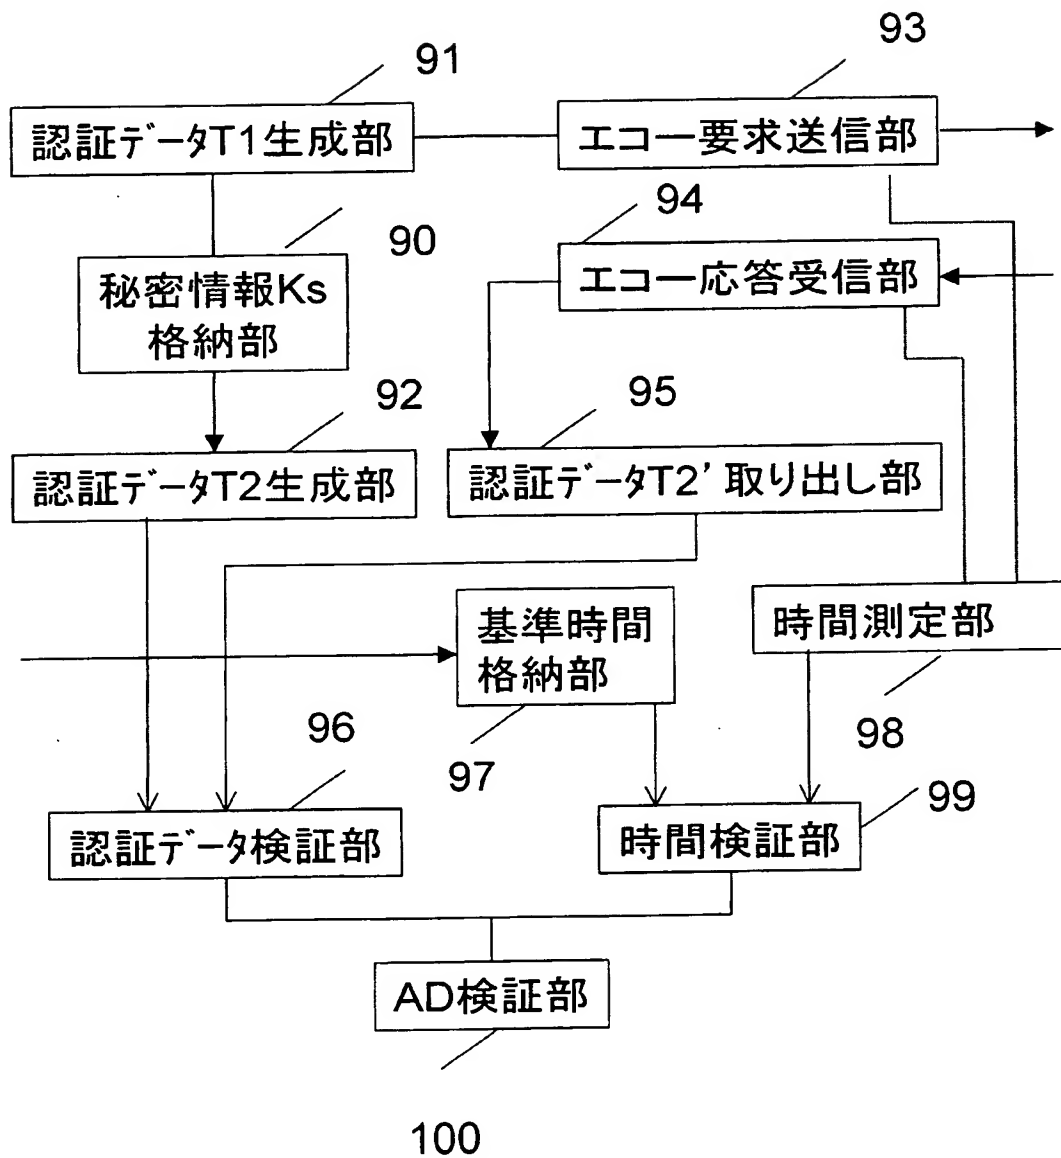 91
93
認証データT1生成部
エコー要求送信部
90
94
秘密情報Ks
格納部
エコー応答受信部
92
95
認証データT2生成部
認証データT2'取り出し部
基準時間
格納部
時間測定部
96
97
98
99
認証データ検証部
時間検証部
AD検証部
100